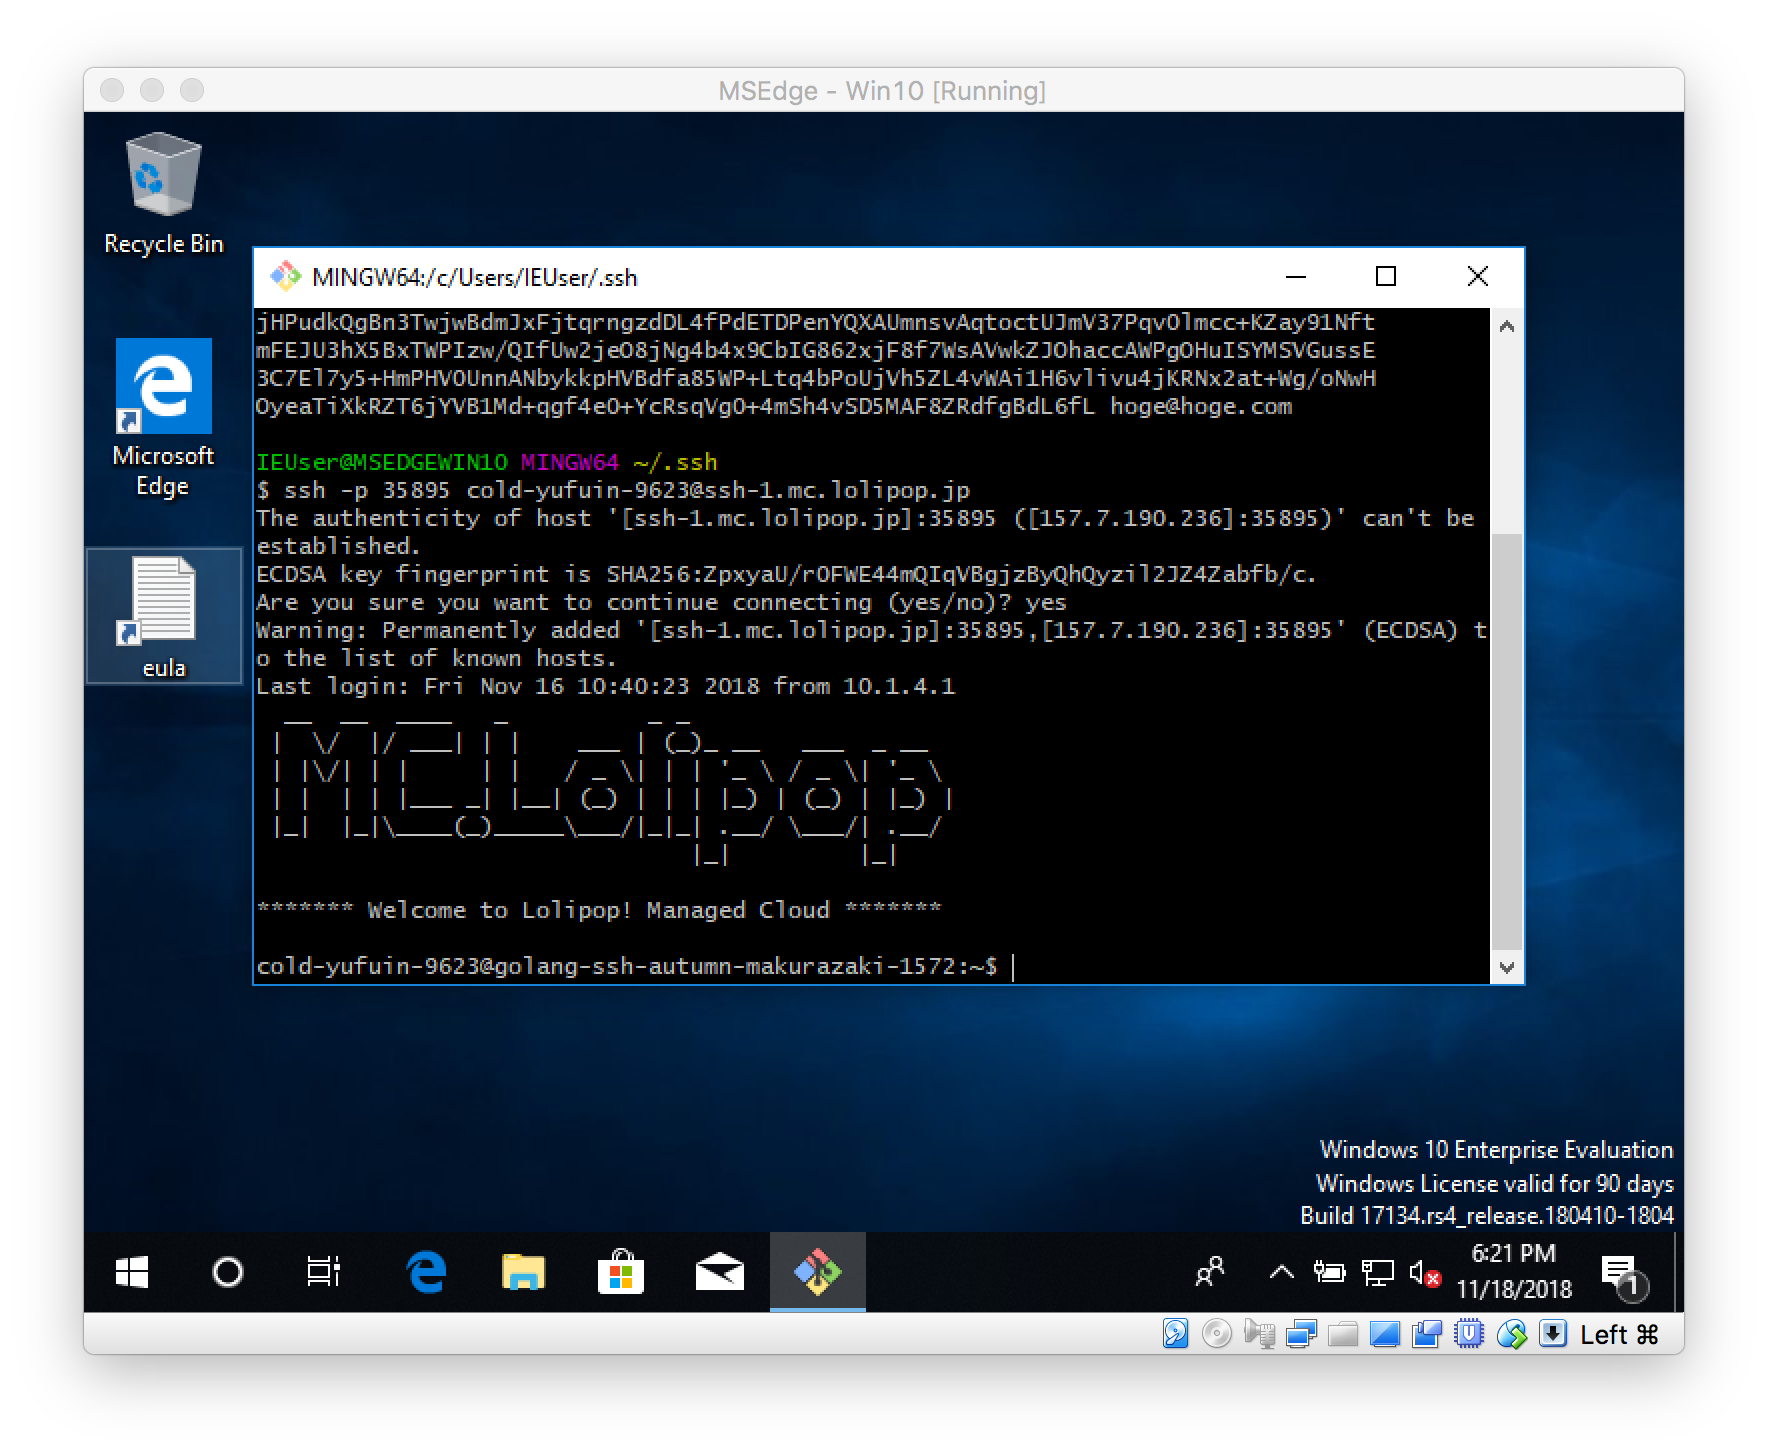 MSEdge - Win10 [Running]
Recycle Bin
Microsoft
Edge
eula
MINGW64:/c/Users/IEUser/.ssh
jHPudkQgBn3TwjwBdmJxFjtqrngzdDL4fPdETDPenYQXAUmnsvAqtoctUJmV37PqvOlmcc+KZay91Nft
mFEJU3hX5BxTWPIzw/QIfUw2jeO8jNg4b4x9CbIG862xjF8f7WsAVwkZJOhaccAWPgOHuISYMSVGussE
3C7El7y5+HmPHVOUnnANbykkpHVBdfa85WP+Ltq4bPoUjVh5ZL4vWAi1H6vlivu4jKRNx2at+Wg/oNwH
OyeaTiXkRZT6jYVB1Md+qgf4eO+YcRsqVgO+4mSh4vSD5MAF8ZRdfgBdL6fL hoge@hoge.com
IEUser@MSEDGEWIN10 MINGW64 ~/.ssh
$ ssh -p 35895 cold-yufuin-9623@ssh-1.mc.lolipop.jp
The authenticity of host '[ssh-1.mc.lolipop.jp]:35895 ([157.7.190.236]:35895)' can't be
established.
ECDSA key fingerprint is SHA256:ZpxyaU/rOFWE44mQIqVBgjzByQhQyzil2JZ4Zabfb/c.
Are you sure you want to continue connecting (yes/no)? yes
Warning: Permanently added '[ssh-1.mc.lolipop.jp]:35895,[157.7.190.236]:35895' (ECDSA) t
o the list of known hosts.
Last login: Fri Nov 16 10:40:23 2018 from 10.1.4.1
MC.Lolipop
******* Welcome to Lolipop! Managed Cloud *******
cold-yufuin-9623@golang-ssh-autumn-makurazaki-1572:~$
Windows 10 Enterprise Evaluation
Windows License valid for 90 days
Build 17134.rs4_release.180410-1804
6:21 PM
11/18/2018
1
Left ⌘